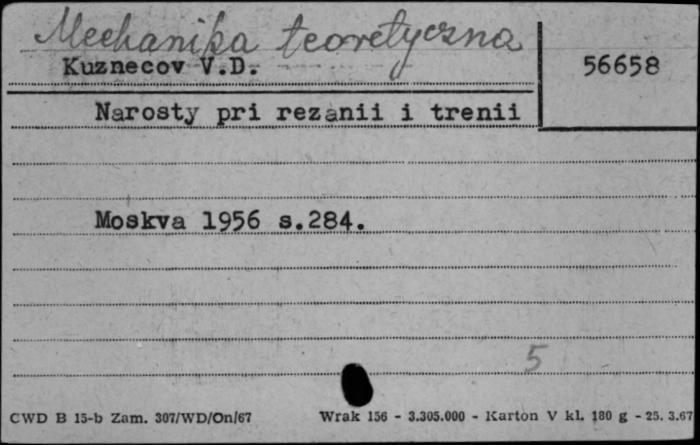 Mechanika teoretyczna
Kuznecov V.D.
56658
Narosty pri rezanii i trenii
Moskva 1956 s.284.
5
CWD B 15-b Zam. 307/WD/On/67 Wrak 156 - 3.305.000 - Karton V kl. 180 g - 25. 3.67